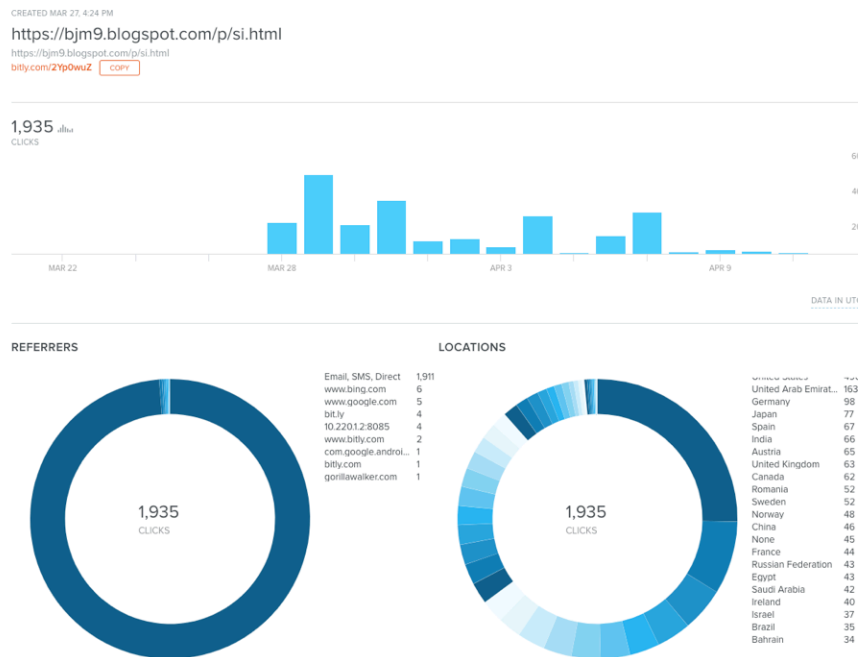 CREATED MAR 27, 4:24 PM
https://bjm9.blogspot.com/p/si.html
https://bjm9.blogspot.com/p/si.html
bitly.com/2Yp0wuZ COPY
1,935
CLICKS
MAR 22 MAR 28 APR 3 APR 9
DATA IN
REFERRERS
Email, SMS, Direct 1,911
www.bing.com 6
www.google.com 5
bit.ly 4
10.220.1.2:8085 4
www.bitly.com 2
com.google.androi... 1
bitly.com 1
gorillawalker.com 1
1,935
CLICKS
LOCATIONS
United States
United Arab Emirat... 163
Germany 98
Japan 77
Spain 67
India 66
Austria 65
United Kingdom 63
Canada 62
Romania 52
Sweden 52
Norway 48
China 46
None 45
France 44
Russian Federation 43
Egypt 43
Saudi Arabia 42
Ireland 40
Israel 37
Brazil 35
Bahrain 34
1,935
CLICKS